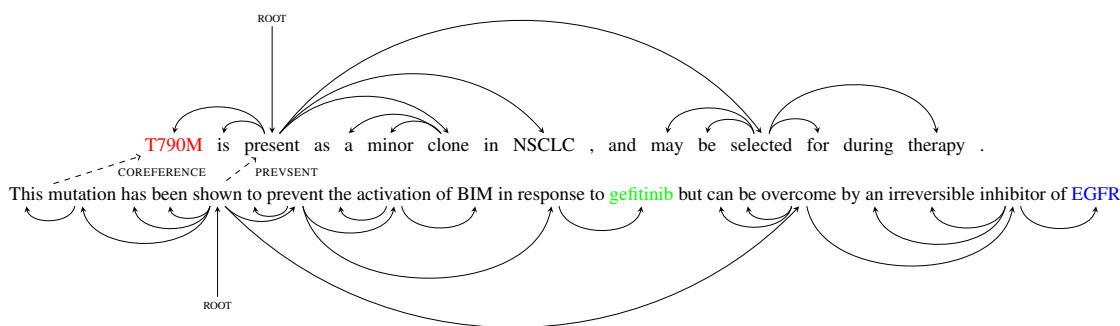 ROOT
T790M is present as a minor clone in NSCLC , and may be selected for during therapy .
COREFERENCE PREVSENT
This mutation has been shown to prevent the activation of BIM in response to gefitinib but can be overcome by an irreversible inhibitor of EGFR
ROOT